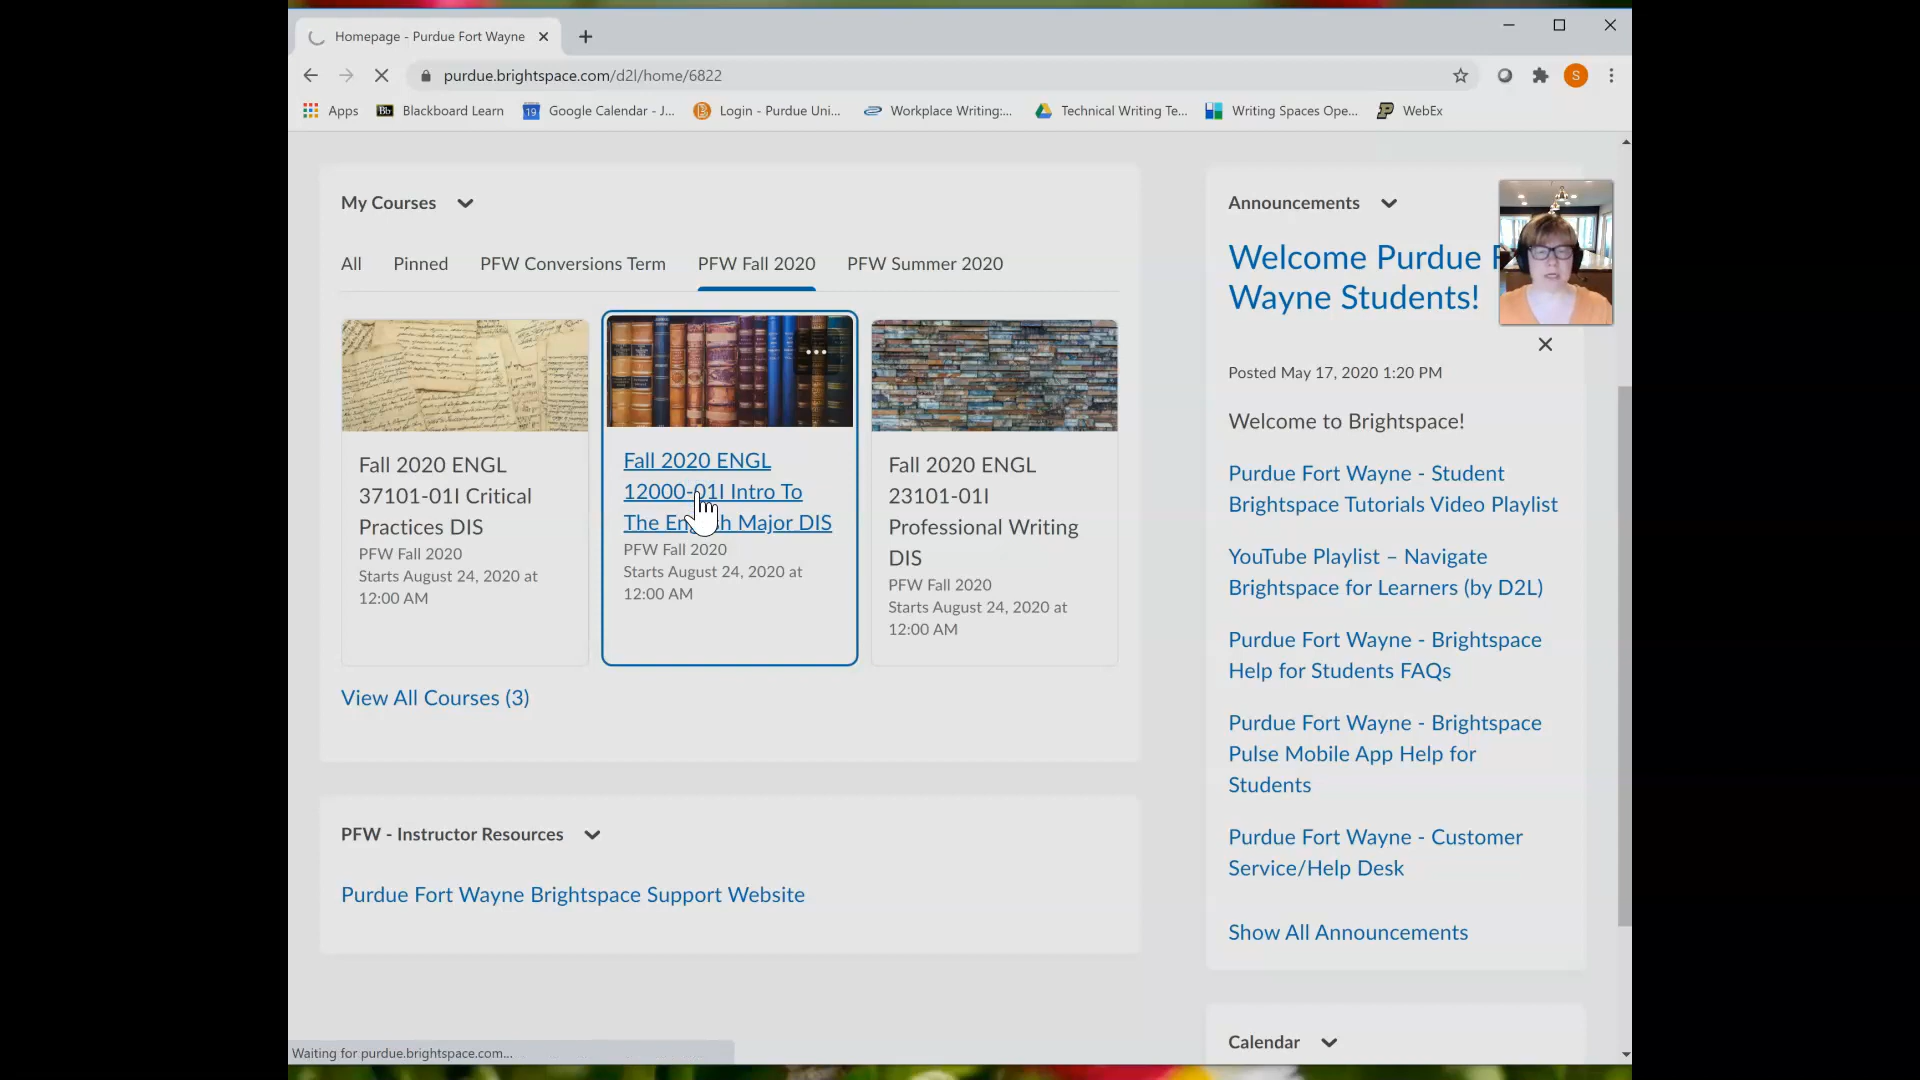 Homepage - Purdue Fort Wayne
purdue.brightspace.com/d2l/home/6822
S
Apps
Bb Blackboard Learn
19 Google Calendar - J...
Login - Purdue Uni...
Workplace Writing:...
Technical Writing Te...
Writing Spaces Ope...
WebEx
My Courses
All
Pinned
PFW Conversions Term
PFW Fall 2020
PFW Summer 2020
Fall 2020 ENGL
37101-01I Critical
Practices DIS
PFW Fall 2020
Starts August 24, 2020 at
12:00 AM
Fall 2020 ENGL
12000-01I Intro To
The English Major DIS
PFW Fall 2020
Starts August 24, 2020 at
12:00 AM
Fall 2020 ENGL
23101-01I
Professional Writing
DIS
PFW Fall 2020
Starts August 24, 2020 at
12:00 AM
View All Courses (3)
PFW - Instructor Resources
Purdue Fort Wayne Brightspace Support Website
Announcements
Welcome Purdue
Wayne Students!
Posted May 17, 2020 1:20 PM
Welcome to Brightspace!
Purdue Fort Wayne - Student
Brightspace Tutorials Video Playlist
YouTube Playlist – Navigate
Brightspace for Learners (by D2L)
Purdue Fort Wayne - Brightspace
Help for Students FAQs
Purdue Fort Wayne - Brightspace
Pulse Mobile App Help for
Students
Purdue Fort Wayne - Customer
Service/Help Desk
Show All Announcements
Calendar
Waiting for purdue.brightspace.com...